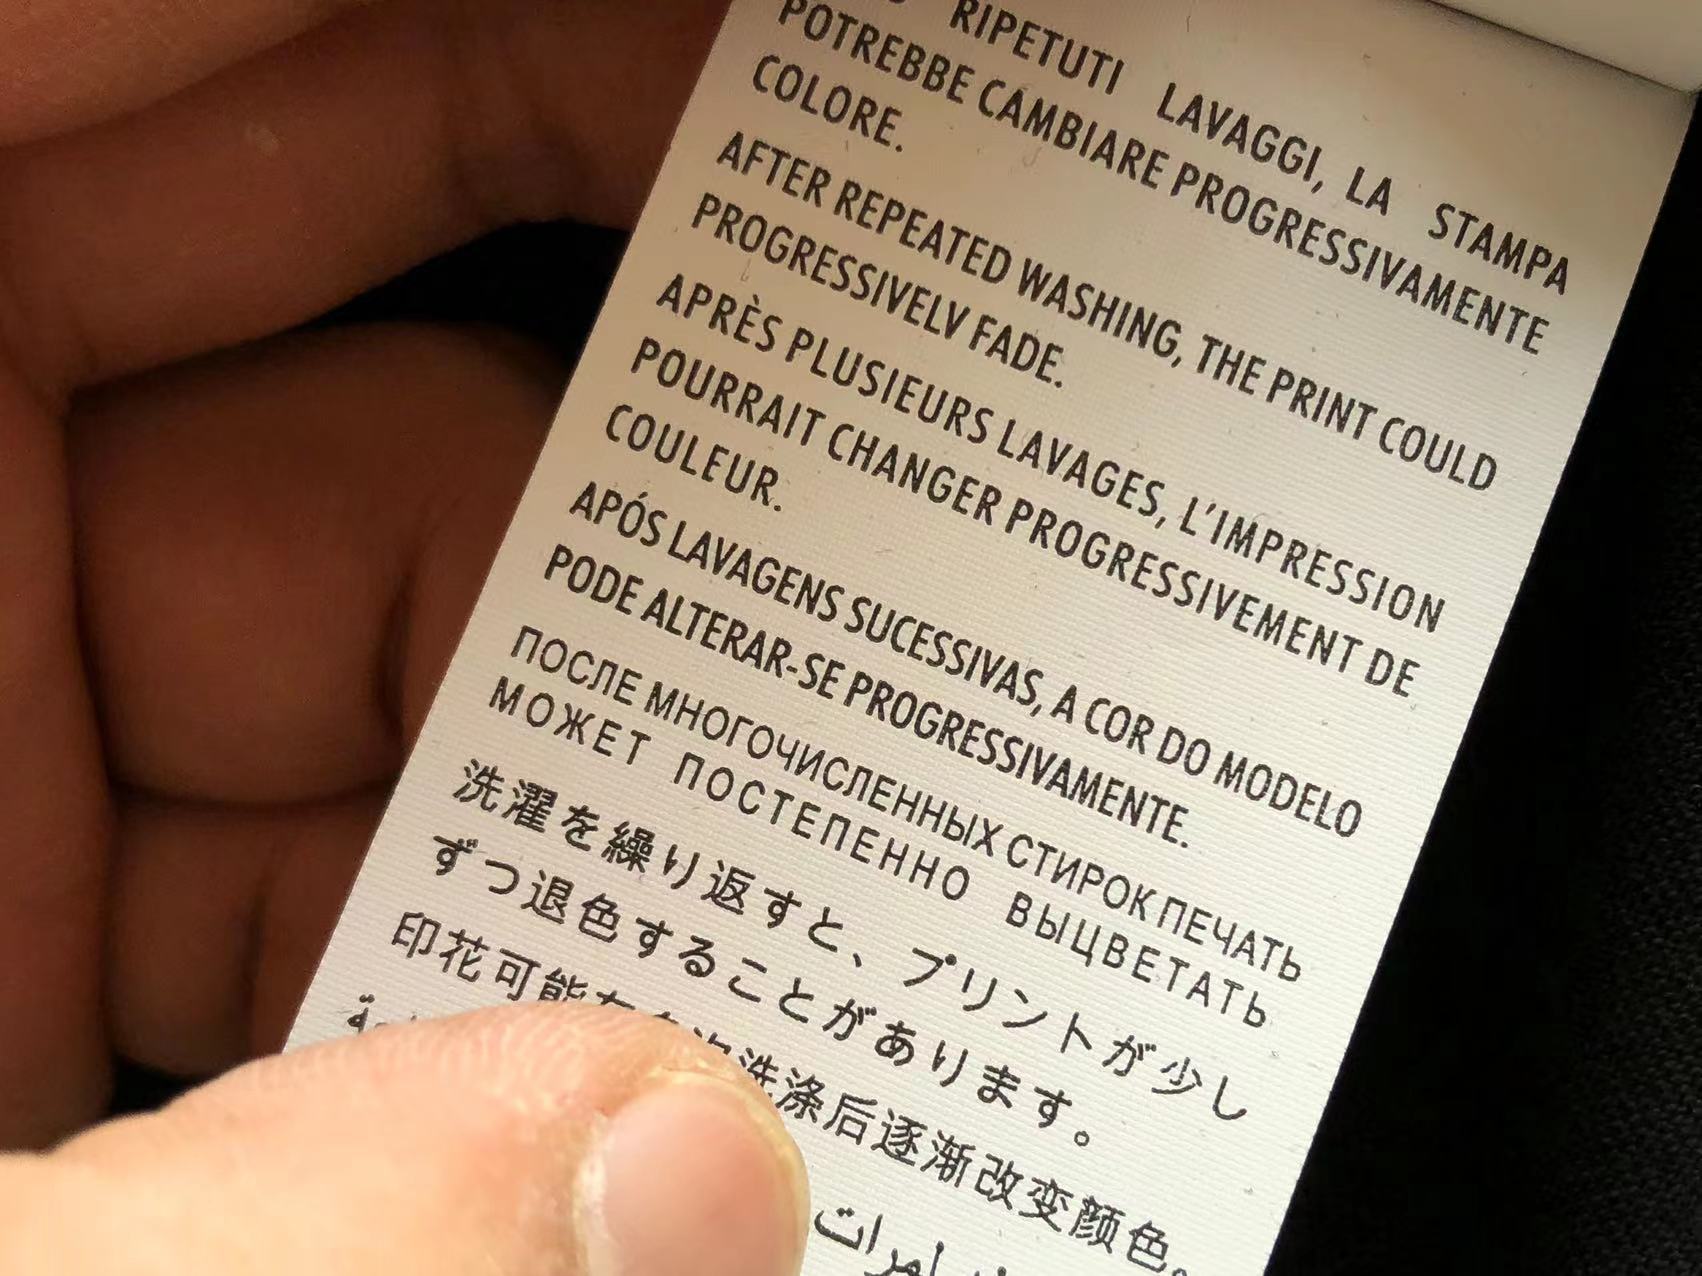 RIPETUTI LAVAGGI, LA STAMPA
POTREBBE CAMBIARE PROGRESSIVAMENTE
COLORE.
AFTER REPEATED WASHING, THE PRINT COULD
PROGRESSIVELV FADE.
APRÈS PLUSIEURS LAVAGES, L'IMPRESSION
POURRAIT CHANGER PROGRESSIVEMENT DE
COULEUR.
APÓS LAVAGENS SUCESSIVAS, A COR DO MODELO
PODE ALTERAR-SE PROGRESSIVAMENTE.
ПОСЛЕ МНОГОЧИСЛЕННЫХ СТИРОК ПЕЧАТЬ
МОЖЕТ ПОСТЕПЕННО ВЫЦВЕТАТЬ
洗濯を繰り返すと、プリントが少し
ずつ退色することがあります。
印花可能洗涤后逐渐改变颜色。